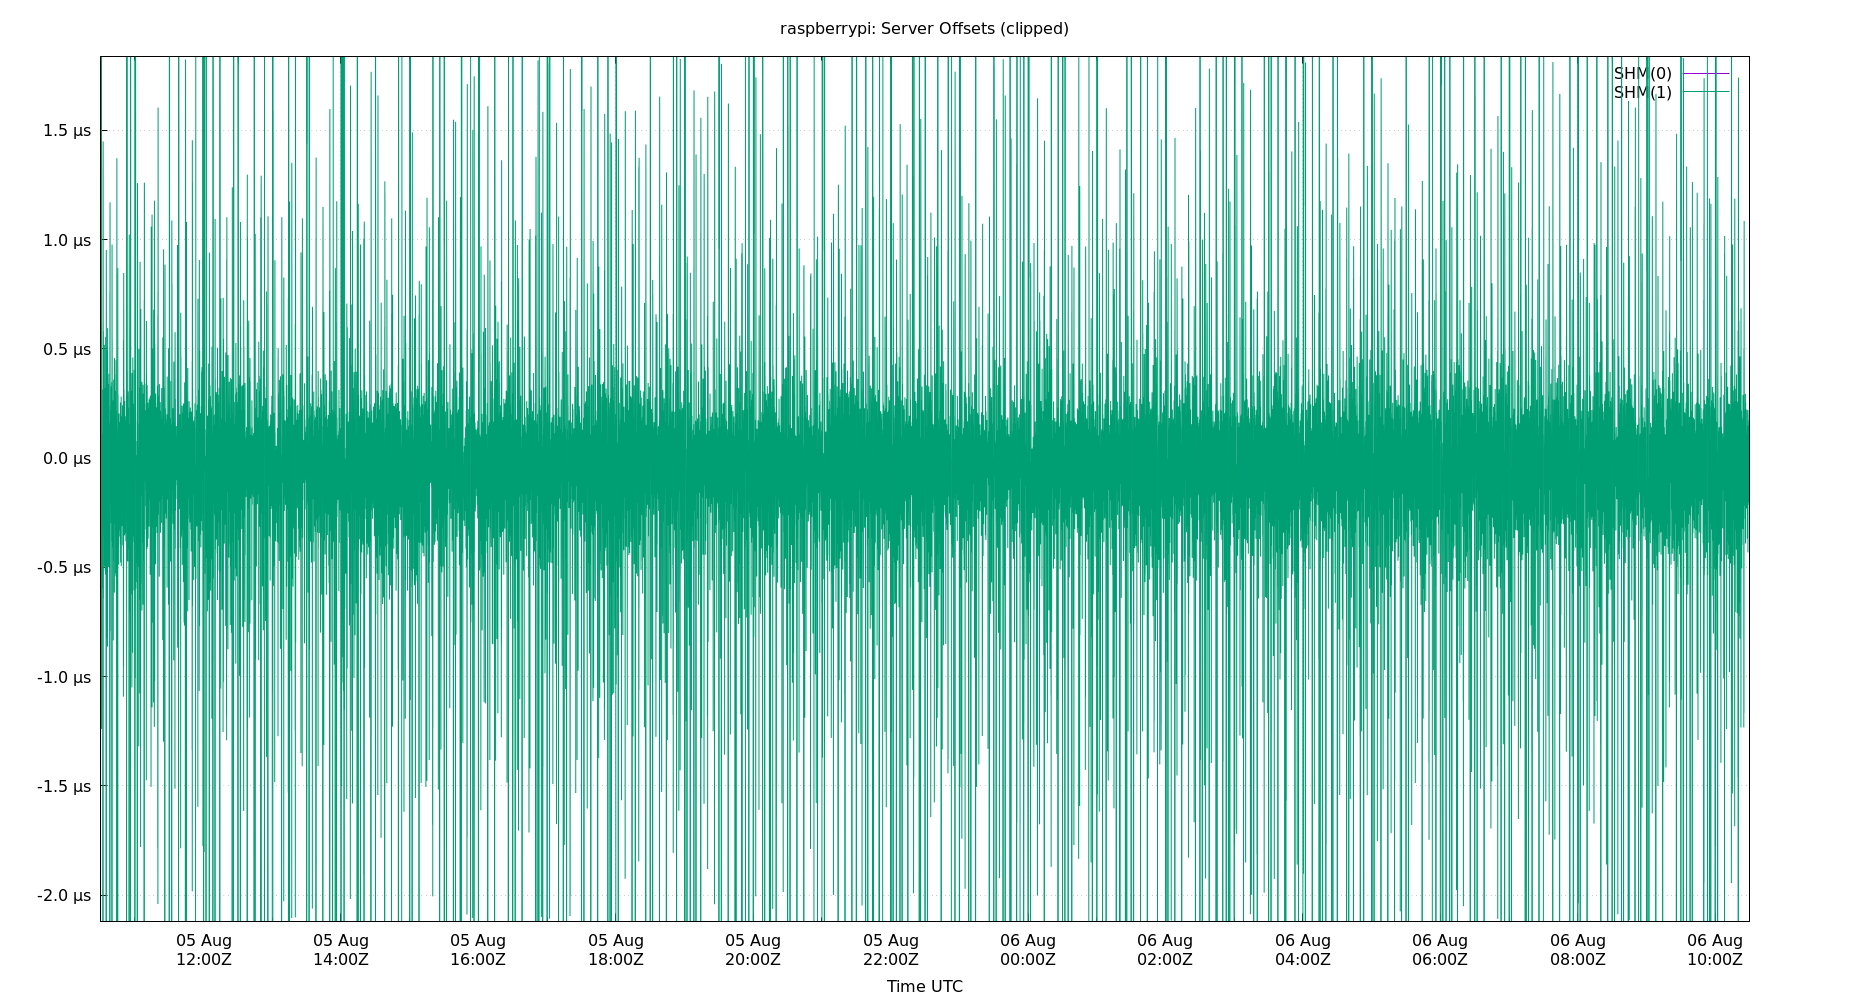 raspberrypi: Server Offsets (clipped)
SHM(0)
SHM(1)
1.5 µs
1.0 µs
0.5 µs
0.0 µs
-0.5 µs
-1.0 µs
-1.5 µs
-2.0 µs
05 Aug 05 Aug 05 Aug 05 Aug 05 Aug 05 Aug 06 Aug 06 Aug 06 Aug 06 Aug 06 Aug 06 Aug
12:00Z 14:00Z 16:00Z 18:00Z 20:00Z 22:00Z 00:00Z 02:00Z 04:00Z 06:00Z 08:00Z 10:00Z
Time UTC